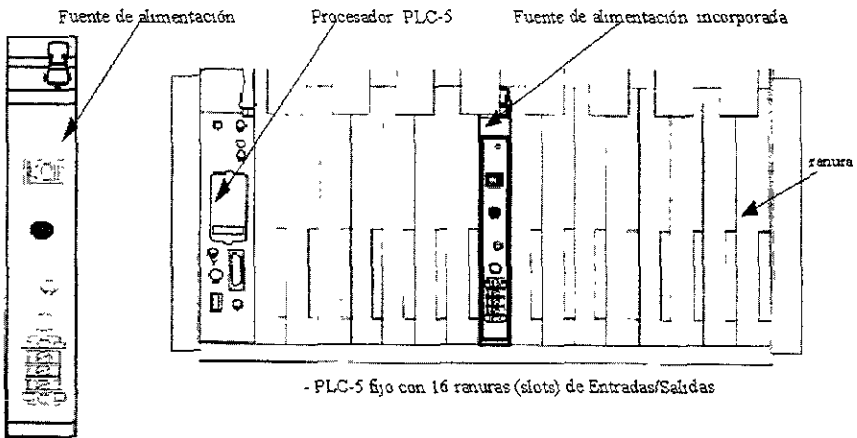 Fuente de alimentación
Procesador PLC-5
Fuente de alimentación incorporada
ranura
- PLC-5 fijo con 16 ranuras (slots) de Entradas/Salidas